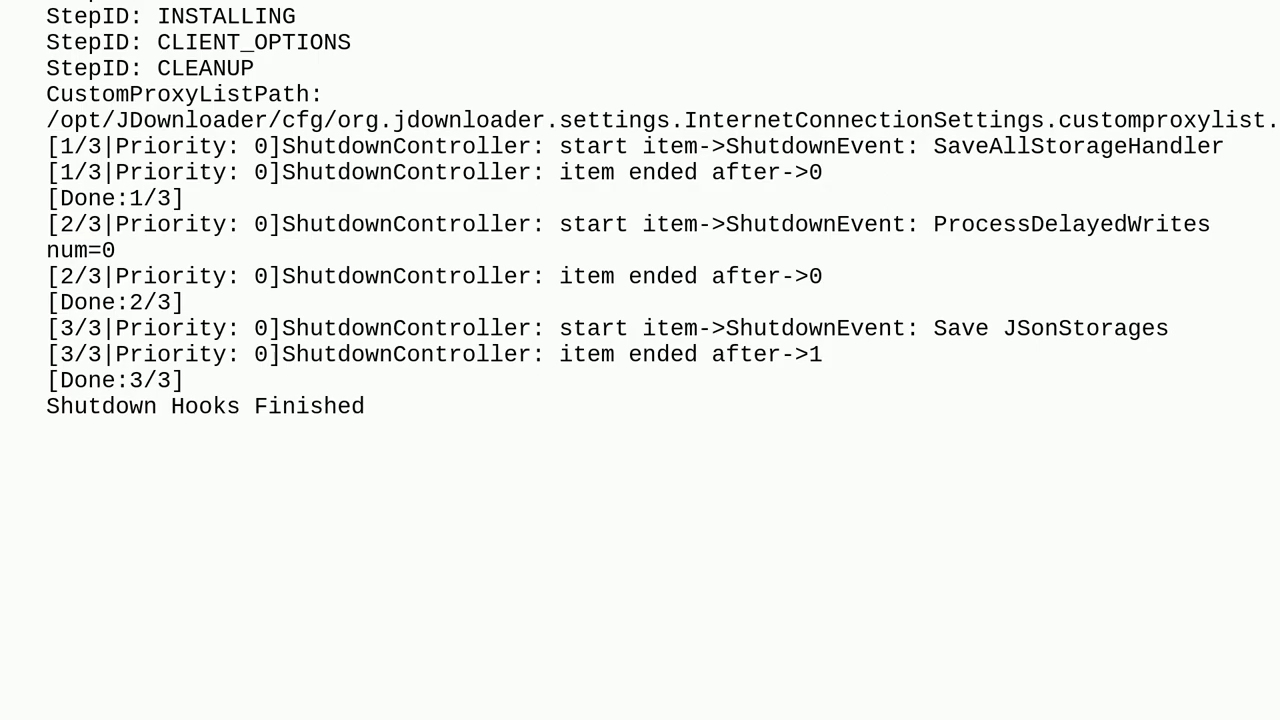 StepID: INSTALLING
StepID: CLIENT_OPTIONS
StepID: CLEANUP
CustomProxyListPath:
/opt/JDownloader/cfg/org.jdownloader.settings.InternetConnectionSettings.customproxylist.
[1/3|Priority: 0]ShutdownController: start item->ShutdownEvent: SaveAllStorageHandler
[1/3|Priority: 0]ShutdownController: item ended after->0
[Done:1/3]
[2/3|Priority: 0]ShutdownController: start item->ShutdownEvent: ProcessDelayedWrites
num=0
[2/3|Priority: 0]ShutdownController: item ended after->0
[Done:2/3]
[3/3|Priority: 0]ShutdownController: start item->ShutdownEvent: Save JSonStorages
[3/3|Priority: 0]ShutdownController: item ended after->1
[Done:3/3]
Shutdown Hooks Finished